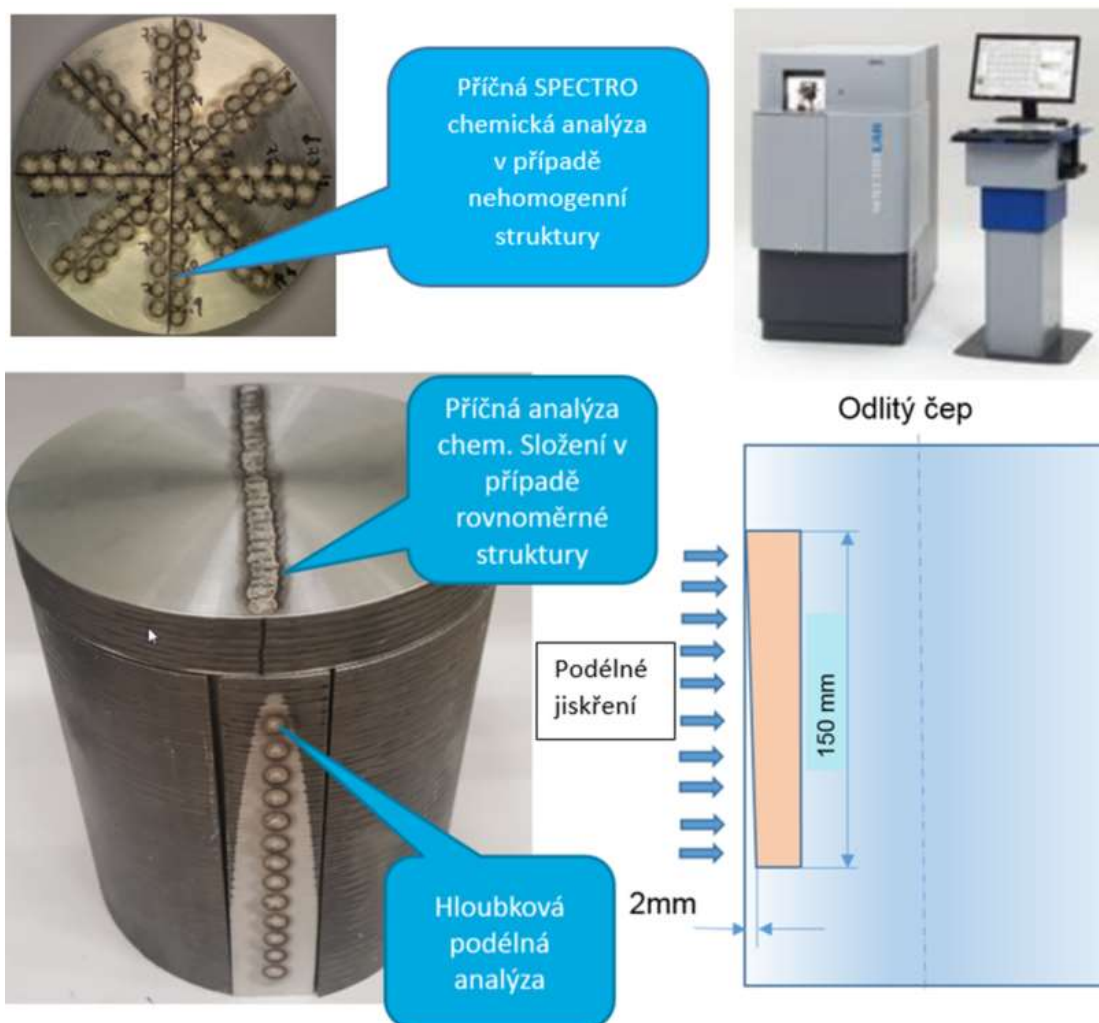 Příčná SPECTRO
chemická analýza
v případě
nehomogenní
struktury
Příčná analýza
chem. Složení v
případě
rovnoměrné
struktury
Odlitý čep
Podélné
jiskření
150 mm
2mm
Hloubková
podélná
analýza